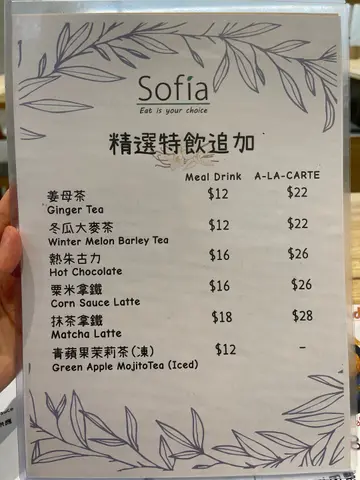 Sofia
Eat is your choice
精選特飲追加
Meal Drink A-LA-CARTE
姜母茶 $12 $22
Ginger Tea
冬瓜大麥茶 $12 $22
Winter Melon Barley Tea
熱朱古力 $16 $26
Hot Chocolate
粟米拿鐵 $16 $26
Corn Sauce Latte
抹茶拿鐵 $18 $28
Matcha Latte
青蘋果茉莉茶(凍) $12 –
Green Apple MojitoTea (Iced)